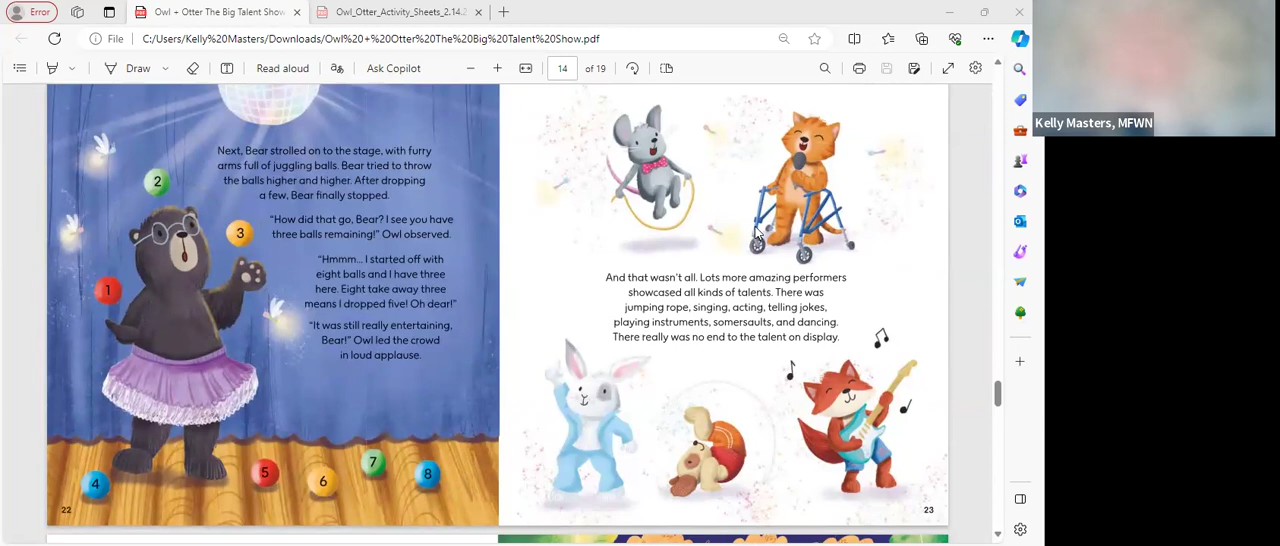 Error
Owl + Otter The Big Talent Show
Owl_Otter_Activity_Sheets_2.14.2
File
C:/Users/Kelly%20Masters/Downloads/Owl%20+%20Otter%20The%20Big%20Talent%20Show.pdf
Draw
Read aloud
Ask Copilot
14
of 19
Kelly Masters, MFWN
Next, Bear strolled on to the stage, with furry
arms full of juggling balls. Bear tried to throw
the balls higher and higher. After dropping
a few, Bear finally stopped.
“How did that go, Bear? I see you have
three balls remaining!” Owl observed.
“Hmmm... I started off with
eight balls and I have three
here. Eight take away three
means I dropped five! Oh dear!”
“It was still really entertaining,
Bear!” Owl led the crowd
in loud applause.
2
3
1
4
5
6
7
8
22
And that wasn't all. Lots more amazing performers
showcased all kinds of talents. There was
jumping rope, singing, acting, telling jokes,
playing instruments, somersaults, and dancing.
There really was no end to the talent on display.
23